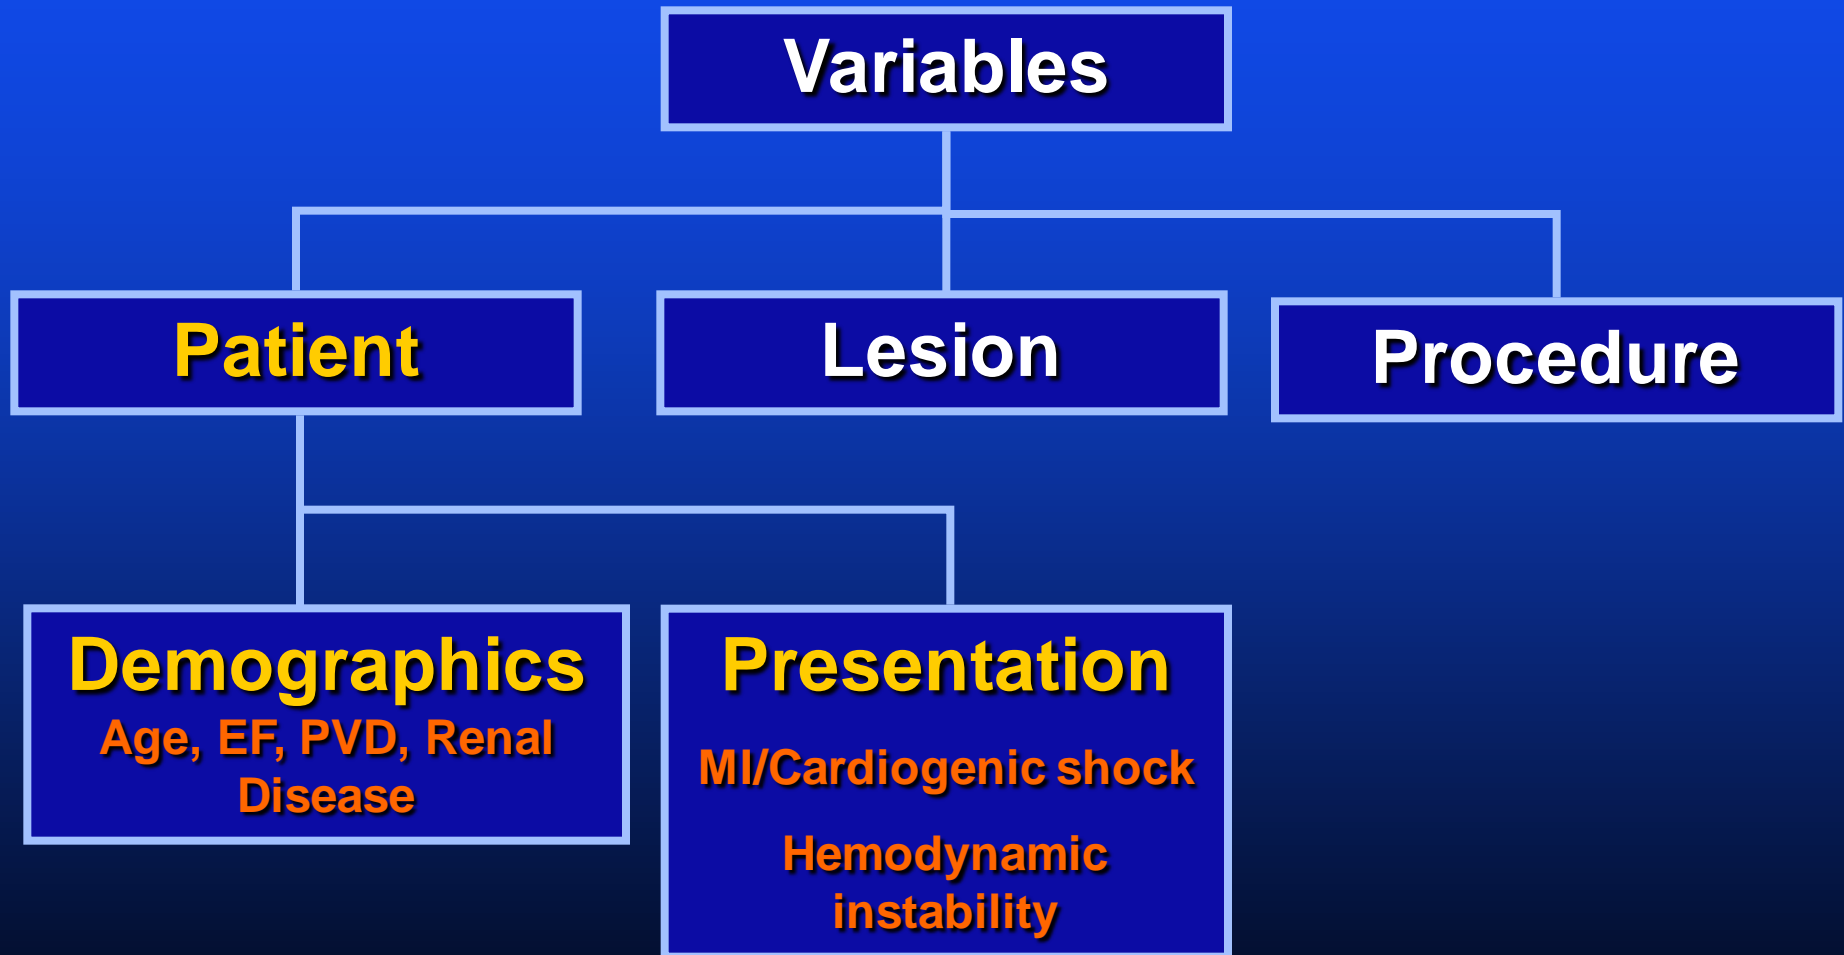 Variables
Patient
Lesion
Procedure
Demographics
Age, EF, PVD, Renal
Disease
Presentation
MI/Cardiogenic shock
Hemodynamic
instability